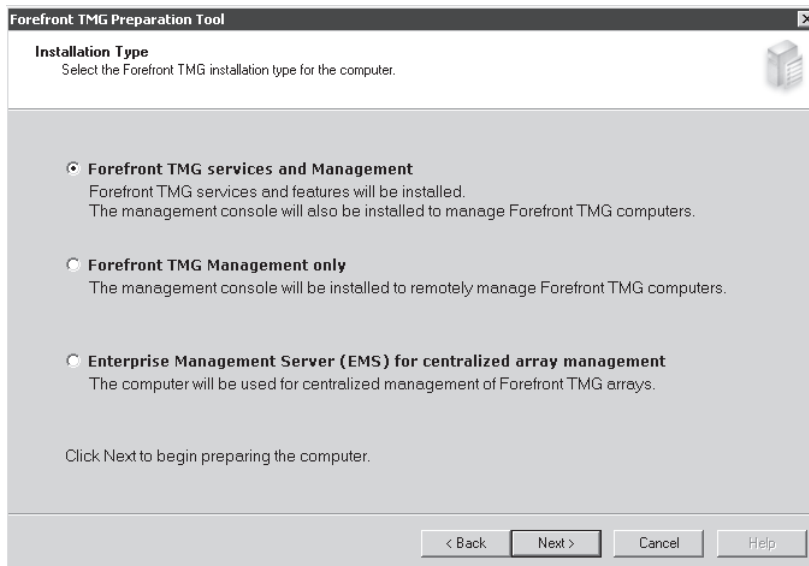 Forefront TMG Preparation Tool
Installation Type
Select the Forefront TMG installation type for the computer.
Forefront TMG services and Management
Forefront TMG services and features will be installed.
The management console will also be installed to manage Forefront TMG computers.
Forefront TMG Management only
The management console will be installed to remotely manage Forefront TMG computers.
Enterprise Management Server (EMS) for centralized array management
The computer will be used for centralized management of Forefront TMG arrays.
Click Next to begin preparing the computer.
< Back Next > Cancel Help